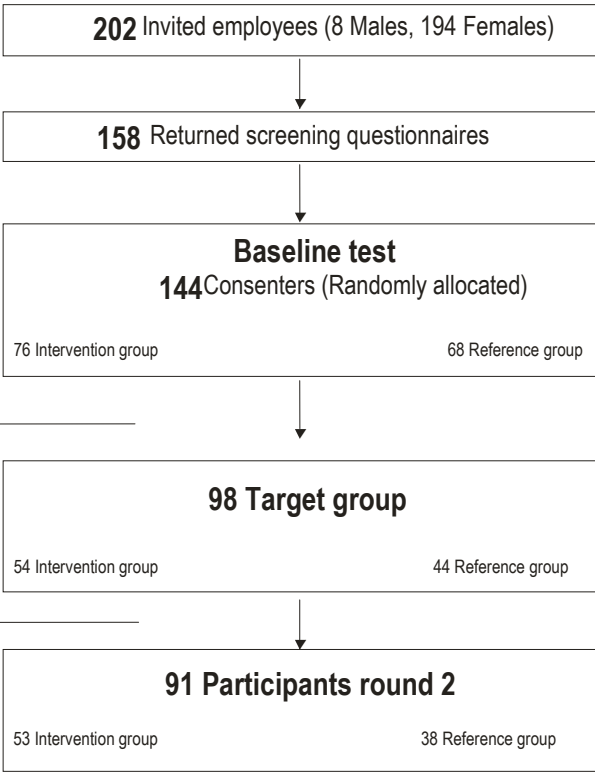 202 Invited employees (8 Males, 194 Females)
158 Returned screening questionnaires
Baseline test
144Consenters (Randomly allocated)
76 Intervention group 68 Reference group
98 Target group
54 Intervention group 44 Reference group
91 Participants round 2
53 Intervention group 38 Reference group